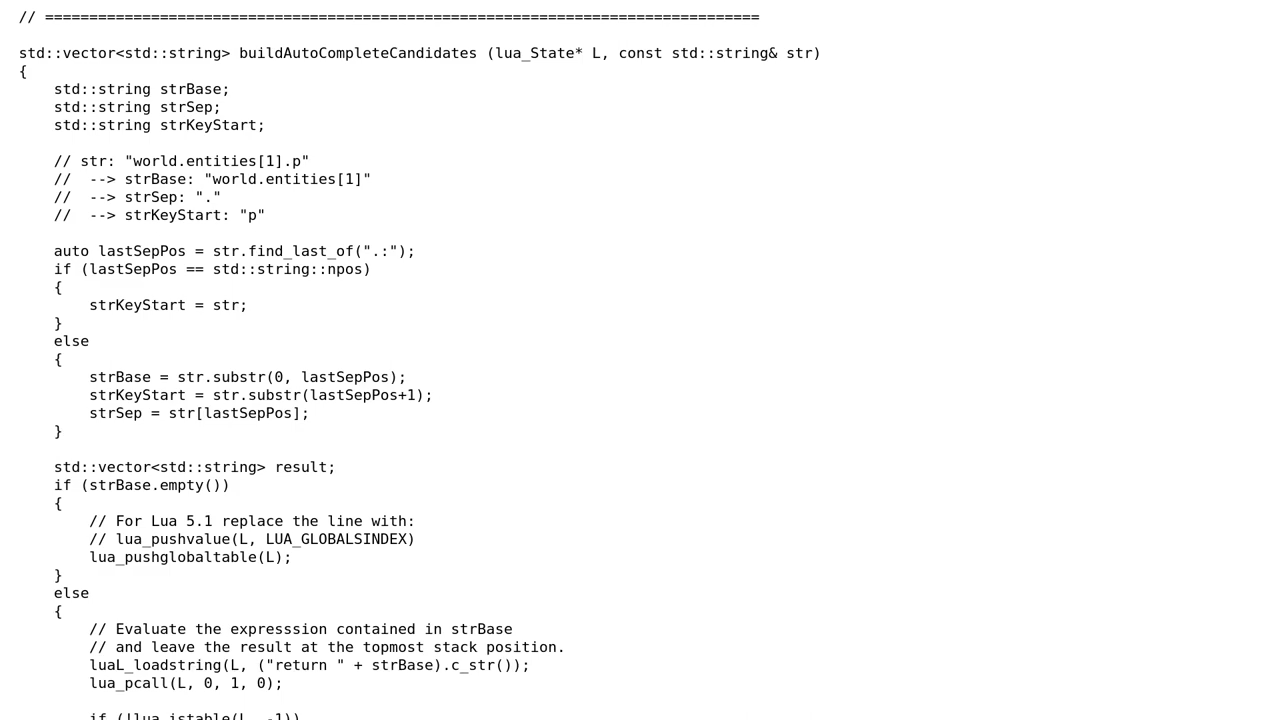 // =================================================================================
std::vector<std::string> buildAutoCompleteCandidates (lua_State* L, const std::string& str)
{
    std::string strBase;
    std::string strSep;
    std::string strKeyStart;

    // str: "world.entities[1].p"
    //  --> strBase: "world.entities[1]"
    //  --> strSep: "."
    //  --> strKeyStart: "p"

    auto lastSepPos = str.find_last_of(".:");
    if (lastSepPos == std::string::npos)
    {
        strKeyStart = str;
    }
    else
    {
        strBase = str.substr(0, lastSepPos);
        strKeyStart = str.substr(lastSepPos+1);
        strSep = str[lastSepPos];
    }

    std::vector<std::string> result;
    if (strBase.empty())
    {
        // For Lua 5.1 replace the line with:
        // lua_pushvalue(L, LUA_GLOBALSINDEX)
        lua_pushglobaltable(L);
    }
    else
    {
        // Evaluate the expresssion contained in strBase
        // and leave the result at the topmost stack position.
        luaL_loadstring(L, ("return " + strBase).c_str());
        lua_pcall(L, 0, 1, 0);

        if (!lua_istable(L, -1))